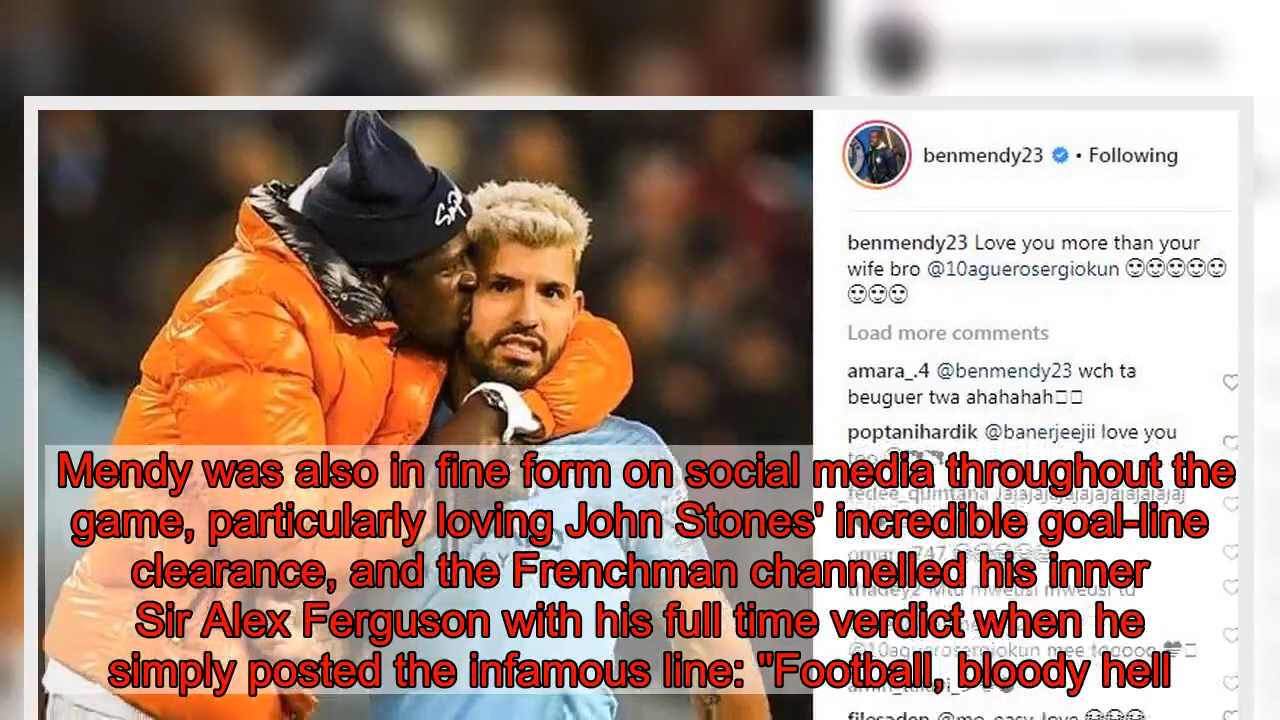 benmendy23 • Following
benmendy23 Love you more than your
wife bro @10aguerosergiokun
Load more comments
amara_.4 @benmendy23 wch ta
beuguer twa ahahahah
poptanihardik @banerjeejii love you
Mendy was also in fine form on social media throughout the
game, particularly loving John Stones' incredible goal-line
clearance, and the Frenchman channelled his inner
Sir Alex Ferguson with his full time verdict when he
simply posted the infamous line: "Football, bloody hell